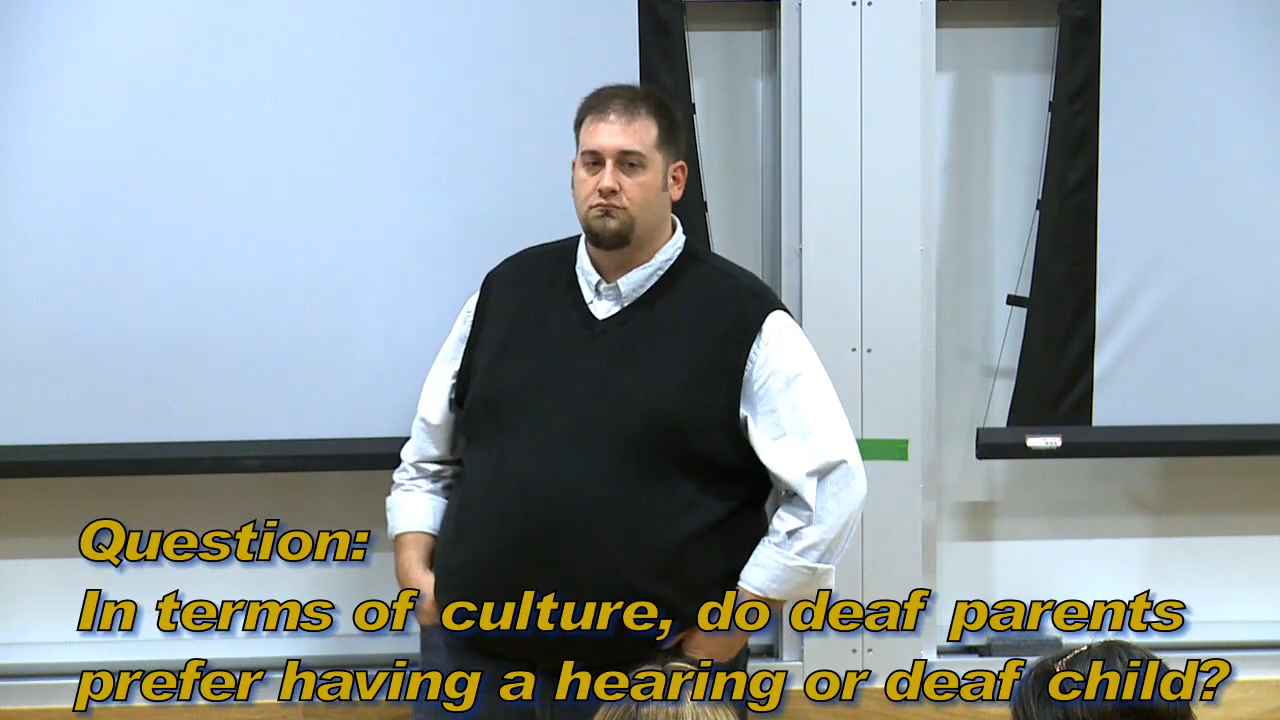 Question:
In terms of culture, do deaf parents
prefer having a hearing or deaf child?